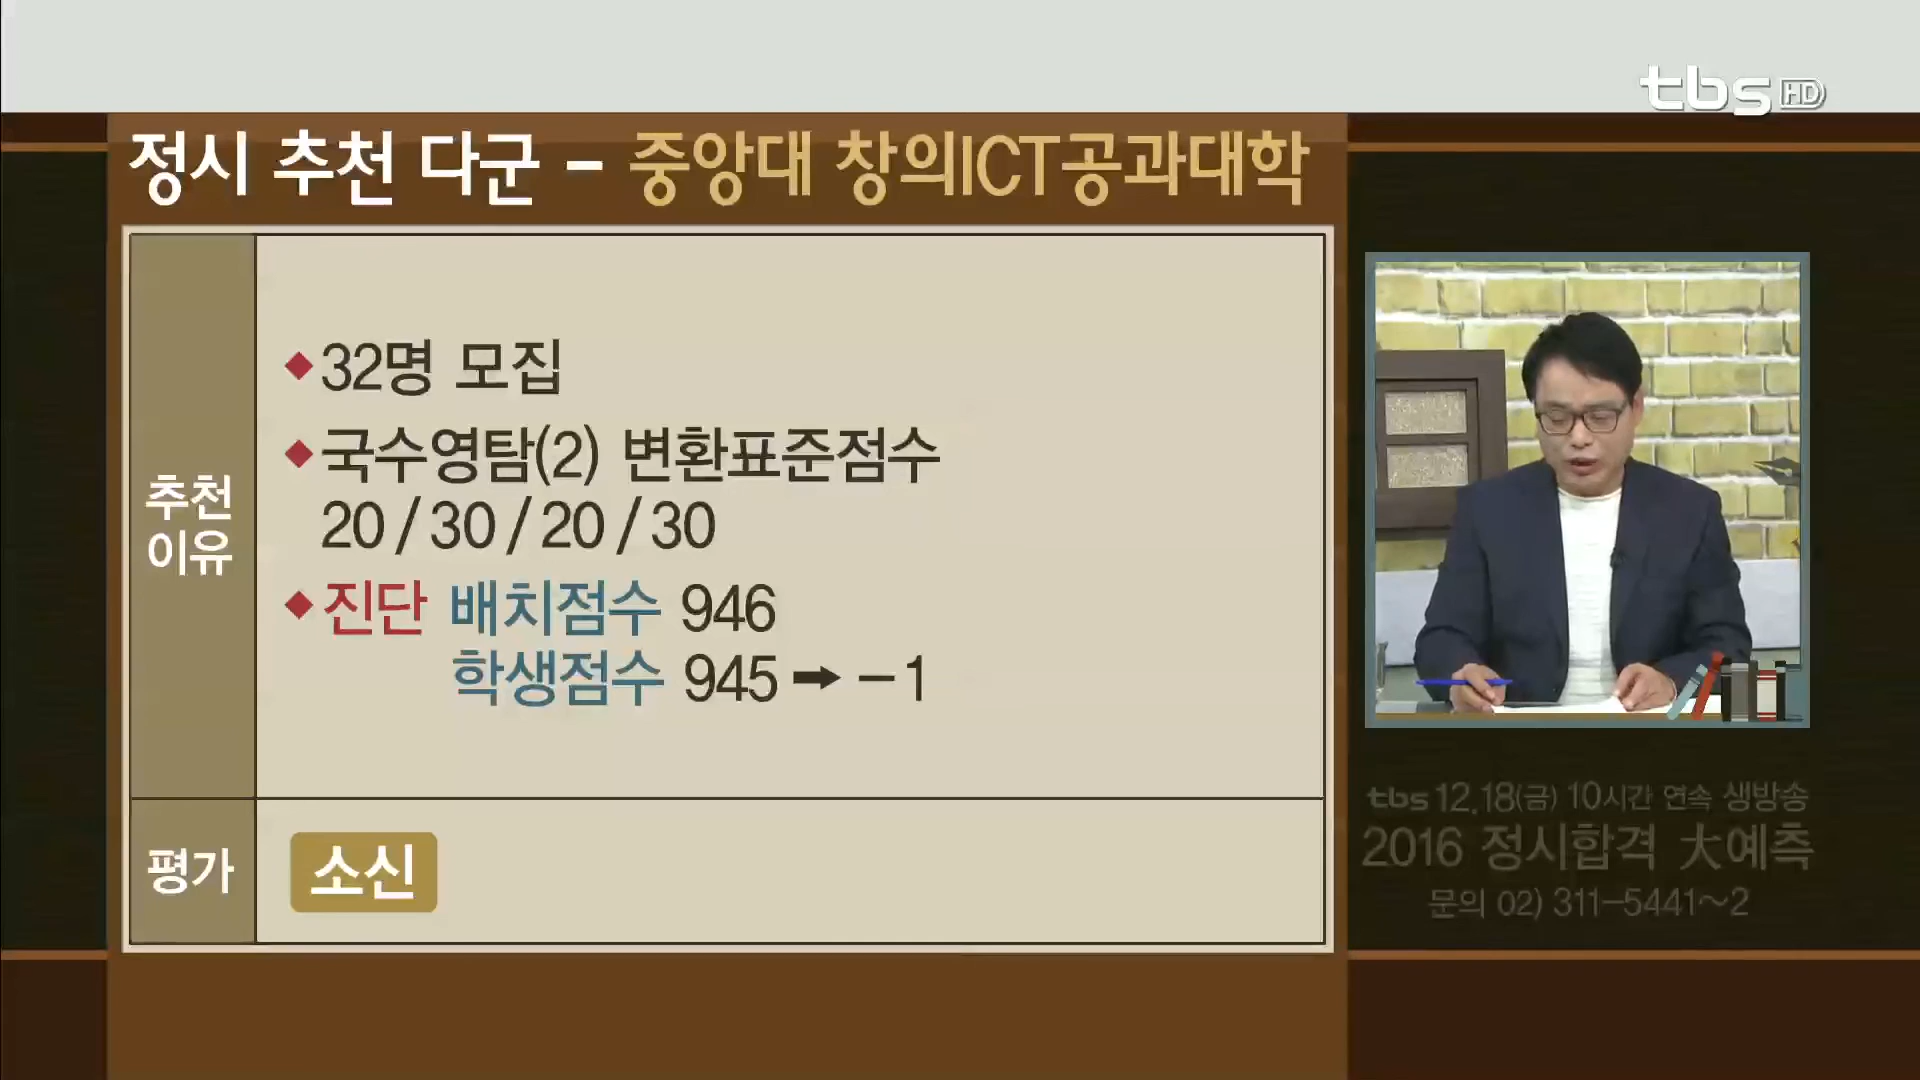 tbs HD
정시 추천 다군 - 중앙대 창의ICT공과대학
추천
이유
◆32명 모집
◆국수영탐(2) 변환표준점수
20/30/20/30
◆진단 배치점수 946
학생점수 945 ➡ -1
평가
소신
tbs 12.18(금) 10시간 연속 생방송
2016 정시합격 大예측
문의 02) 311-5441~2